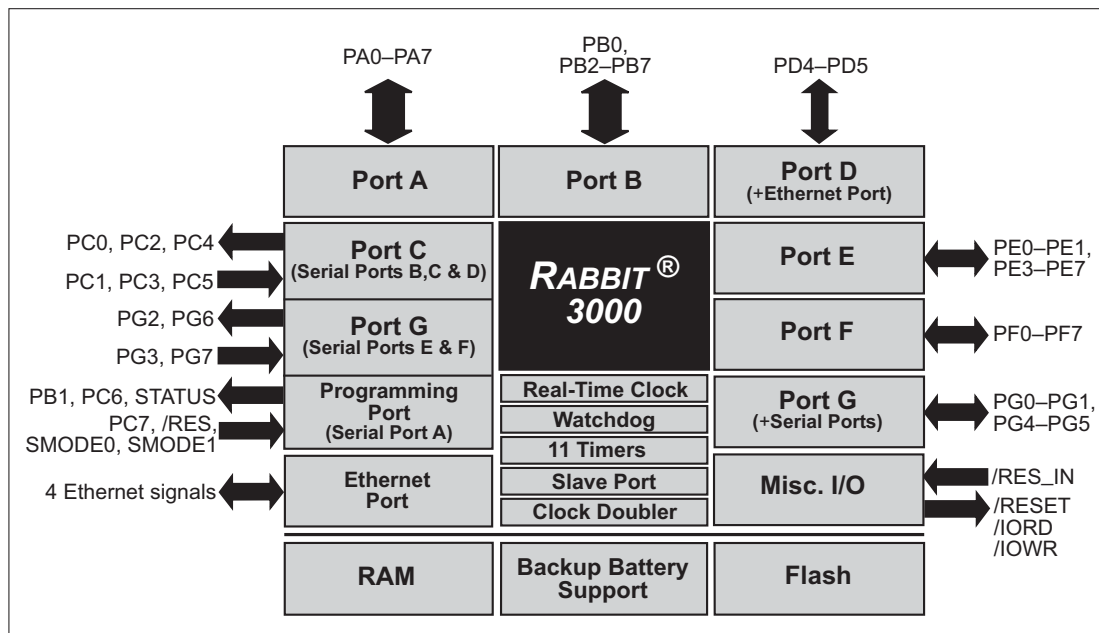 PA0–PA7
PB0,
PB2–PB7
PD4–PD5
Port A
Port B
Port D
(+Ethernet Port)
PC0, PC2, PC4
PC1, PC3, PC5
Port C
(Serial Ports B,C & D)
RABBIT ®
3000
Port E
PE0–PE1,
PE3–PE7
PG2, PG6
PG3, PG7
Port G
(Serial Ports E & F)
Port F
PF0–PF7
PB1, PC6, STATUS
PC7, /RES,
SMODE0, SMODE1
Programming
Port
(Serial Port A)
Real-Time Clock
Watchdog
11 Timers
Slave Port
Clock Doubler
Port G
(+Serial Ports)
PG0–PG1,
PG4–PG5
4 Ethernet signals
Ethernet
Port
Misc. I/O
/RES_IN
/RESET
/IORD
/IOWR
RAM
Backup Battery
Support
Flash